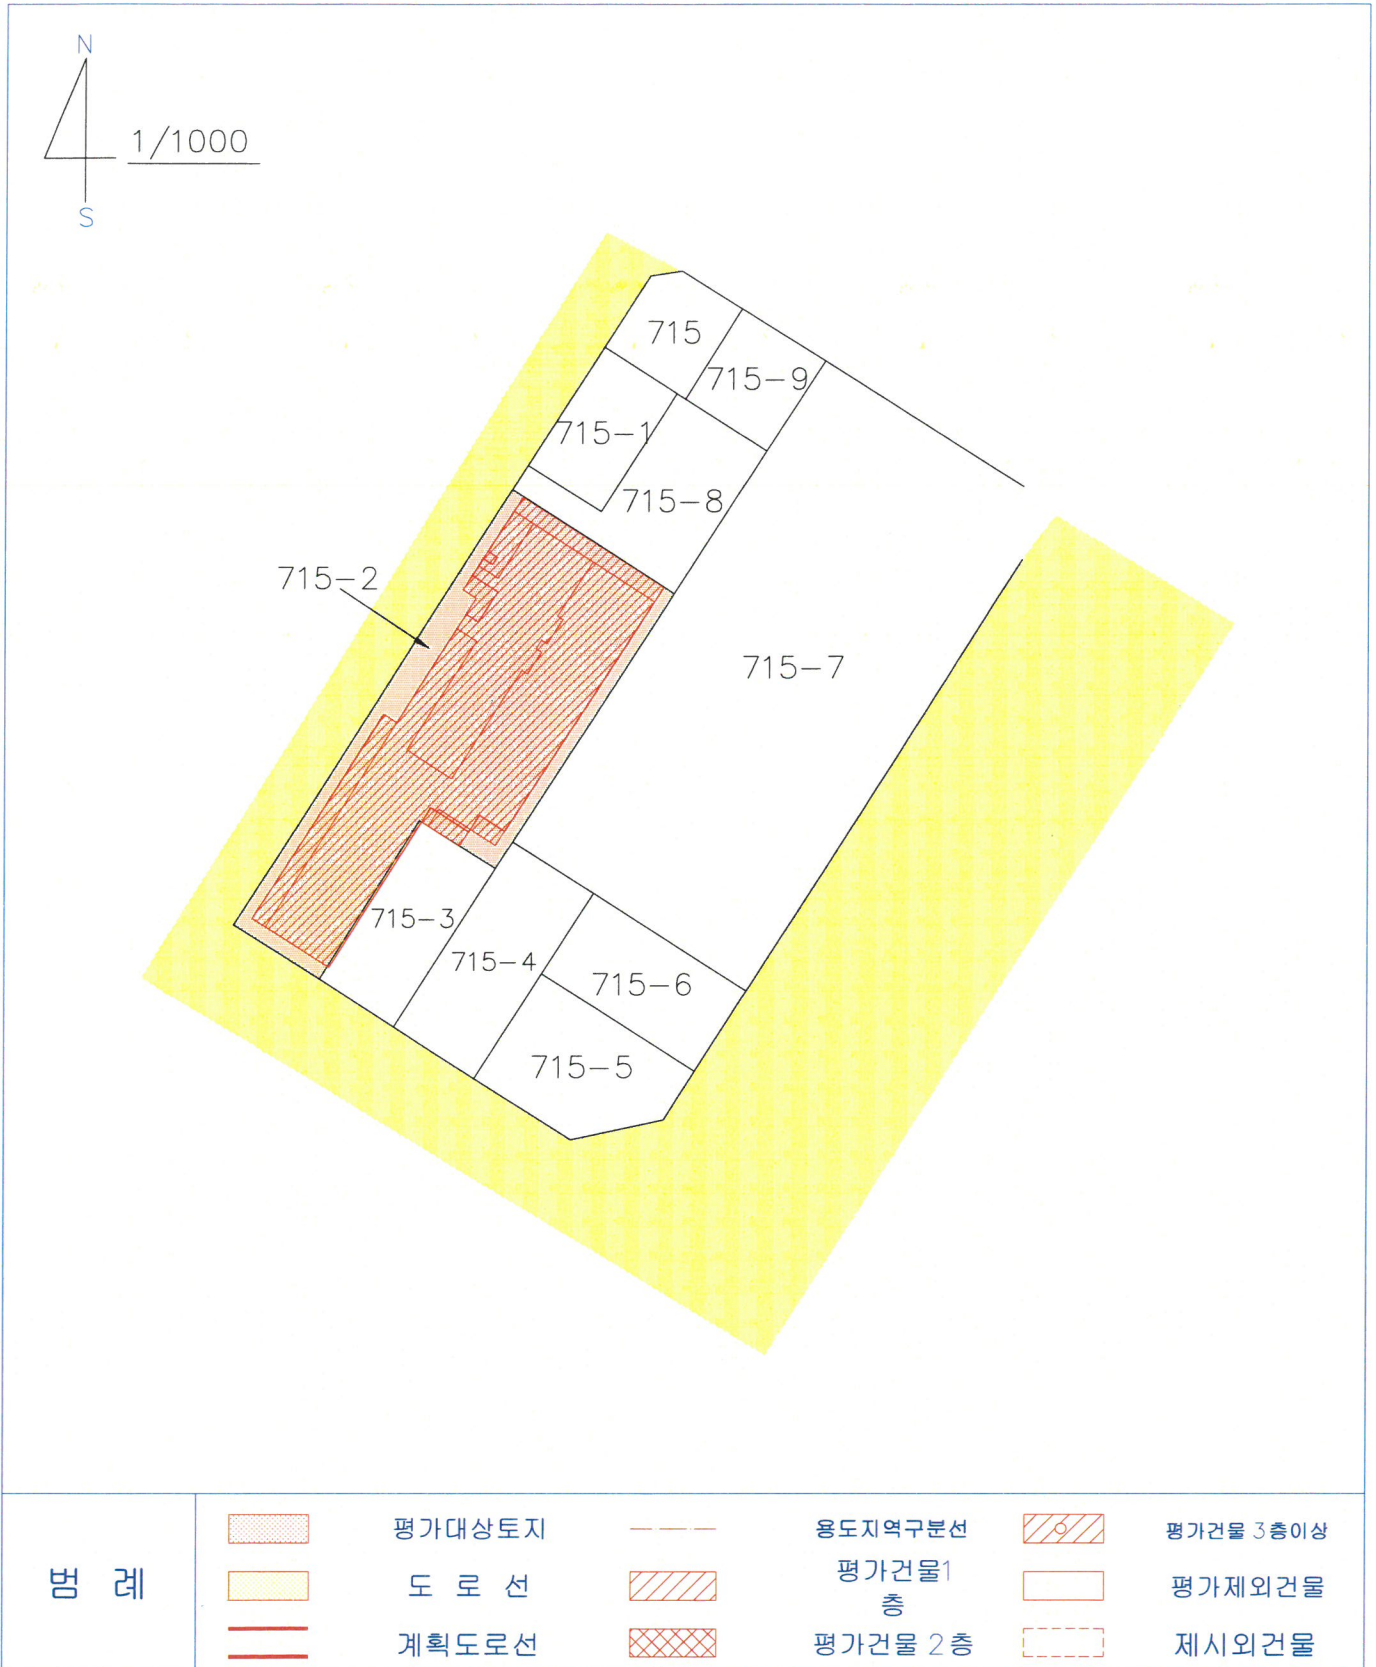 N
1/1000
S
715
715-9
715-1
715-8
715-2
715-7
715-3
715-4
715-6
715-5
범 례
평가대상토지
용도지역구분선
평가건물 3층이상
도 로 선
평가건물1
층
평가제외건물
계획도로선
평가건물 2층
제시외건물